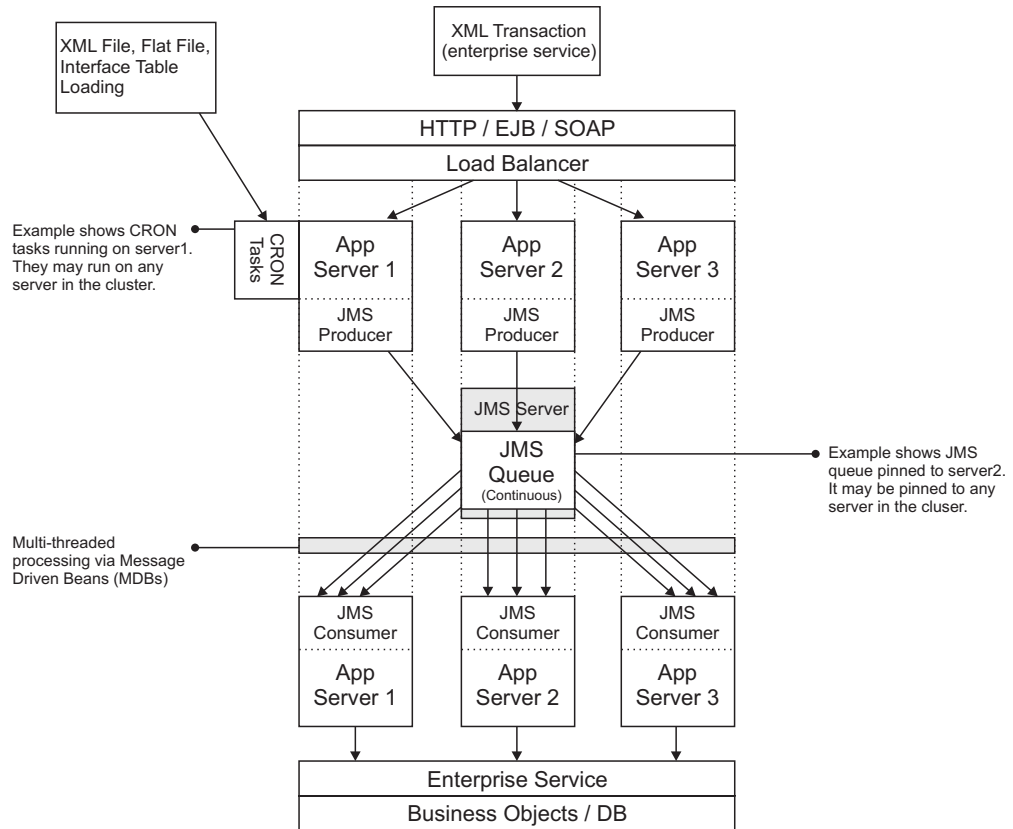 XML File, Flat File,
Interface Table
Loading
XML Transaction
(enterprise service)
HTTP / EJB / SOAP
Load Balancer
Example shows CRON
tasks running on server1.
They may run on any
server in the cluster.
CRON
Tasks
App
Server 1
JMS
Producer
App
Server 2
JMS
Producer
App
Server 3
JMS
Producer
JMS Server
JMS
Queue
(Continuous)
Example shows JMS
queue pinned to server2.
It may be pinned to any
server in the cluser.
Multi-threaded
processing via Message
Driven Beans (MDBs)
JMS
Consumer
App
Server 1
JMS
Consumer
App
Server 2
JMS
Consumer
App
Server 3
Enterprise Service
Business Objects / DB